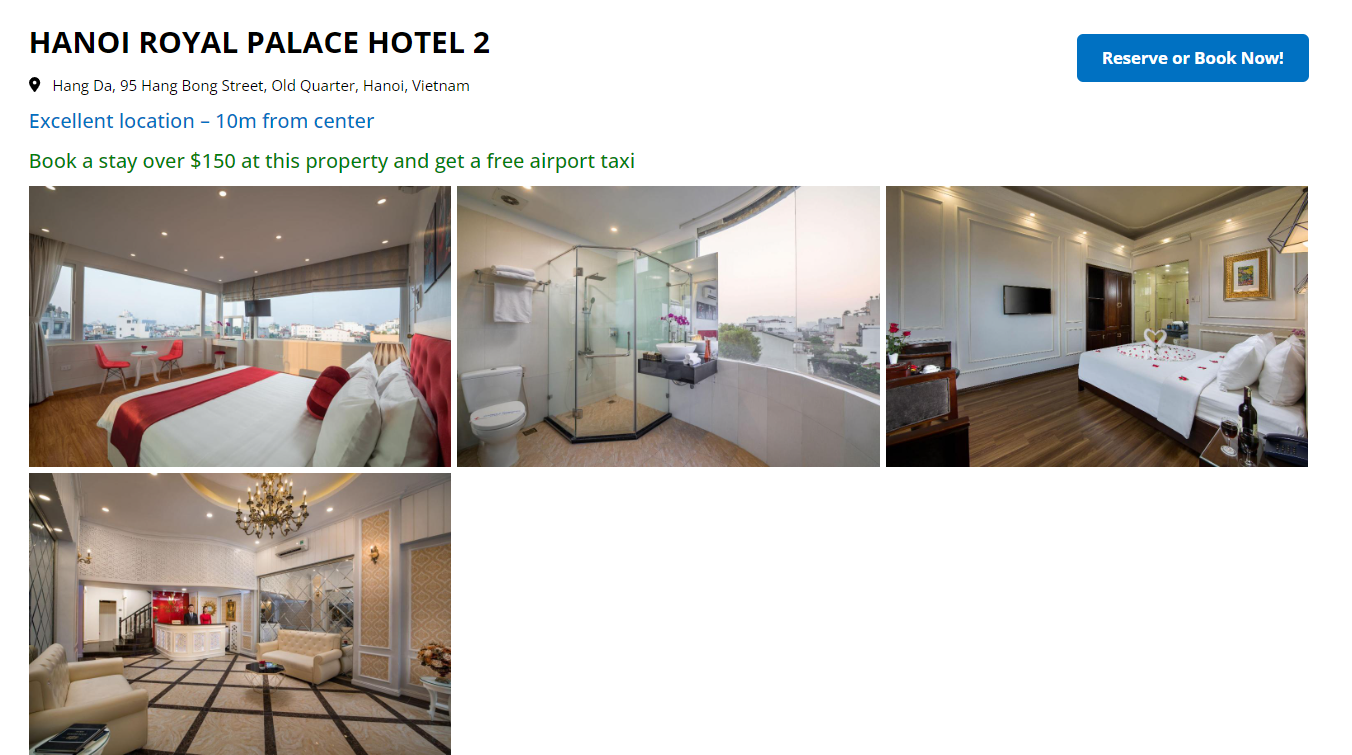 HANOI ROYAL PALACE HOTEL 2
Reserve or Book Now!
Hang Da, 95 Hang Bong Street, Old Quarter, Hanoi, Vietnam
Excellent location – 10m from center
Book a stay over $150 at this property and get a free airport taxi